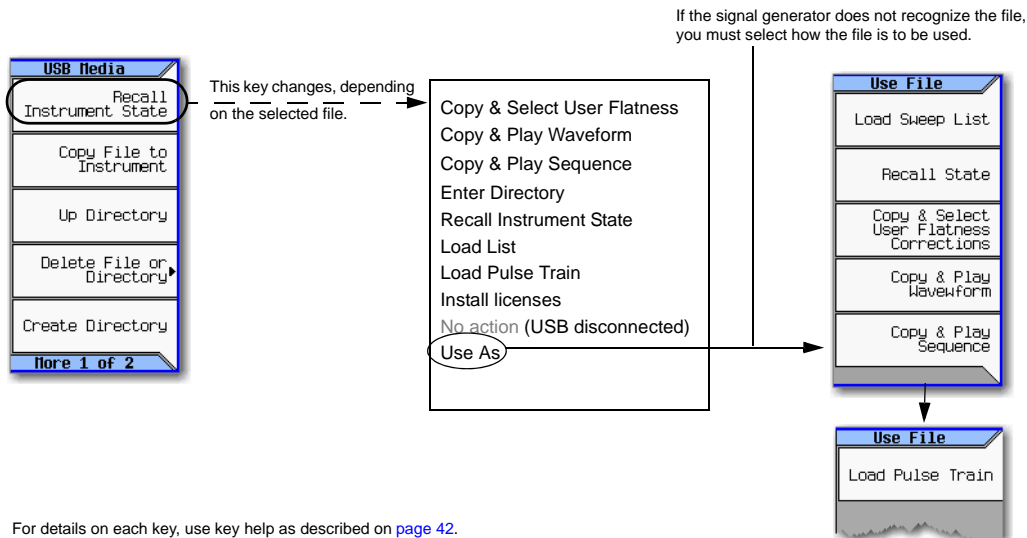 If the signal generator does not recognize the file,
you must select how the file is to be used.
USB Media
Recall
Instrument State
Copy File to
Instrument
Up Directory
Delete File or
Directory
Create Directory
More 1 of 2
This key changes, depending
on the selected file.
Copy & Select User Flatness
Copy & Play Waveform
Copy & Play Sequence
Enter Directory
Recall Instrument State
Load List
Load Pulse Train
Install licenses
No action (USB disconnected)
Use As
Use File
Load Sweep List
Recall State
Copy & Select
User Flatness
Corrections
Copy & Play
Waveform
Copy & Play
Sequence
Use File
Load Pulse Train
For details on each key, use key help as described on page 42.